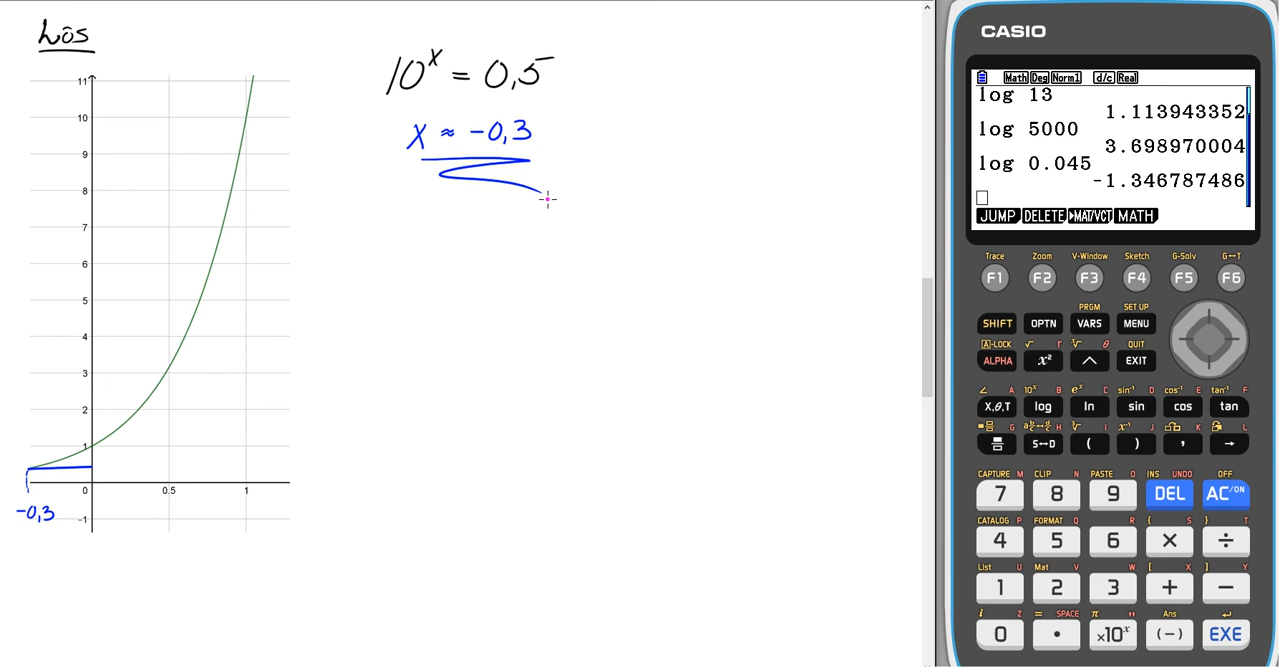 Lös
10^x = 0,5
x ≈ -0,3
11
10
9
8
7
6
5
4
3
2
1
0 0.5 1
-1
-0,3
CASIO
Math Deg Norm1 d/c Real
log 13
1.113943352
log 5000
3.698970004
log 0.045
-1.346787486
JUMP DELETE ▶MAT/VCT MATH
Trace Zoom V-Window Sketch G-Solv G↔T
F1 F2 F3 F4 F5 F6
PRGM SET UP
SHIFT OPTN VARS MENU
A-LOCK √ r ˣ√ θ QUIT
ALPHA x² ^ EXIT
∠ A 10ˣ B eˣ C sin⁻¹ D cos⁻¹ E tan⁻¹ F
X,θ,T log ln sin cos tan
G a b/c↔d/c H ³√ I x⁻¹ J K L
S↔D ( ) , →
CAPTURE M CLIP N PASTE O INS UNDO OFF
7 8 9 DEL AC/ON
CATALOG P FORMAT Q R { S } T
4 5 6 × ÷
List U Mat V W [ X ] Y
1 2 3 + −
i Z = SPACE π " Ans ↵
0 . ×10ˣ (−) EXE